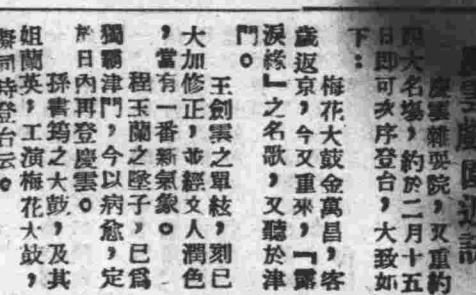 慶雲雜耍院，又重約
四大名塲，約於二月十五
日即可次序登台，大致如
下：
梅花大鼓金萬昌，客
歲返京，今又重來，『露
淚緣』之名歌，又聽於津
門。
王劍雲之單絃，刻已
大加修正，並經文人潤色
，當有一番新氣象。
程玉蘭之墜子，已爲
獨霸津門，今以病愈，定
於日內再登慶雲。
孫書筠之大鼓，及其
姐蘭英，工演梅花大鼓，
擬同時登台云。